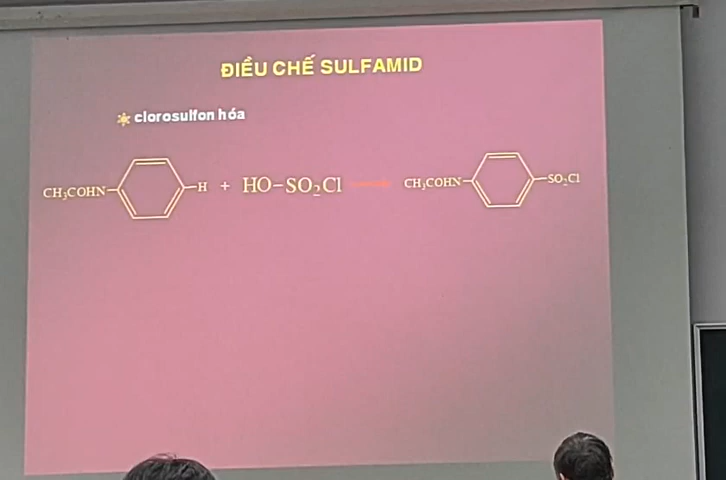 ĐIỀU CHẾ SULFAMID
clorosulfon hóa
CH₃COHN H + HO–SO₂Cl CH₃COHN SO₂Cl